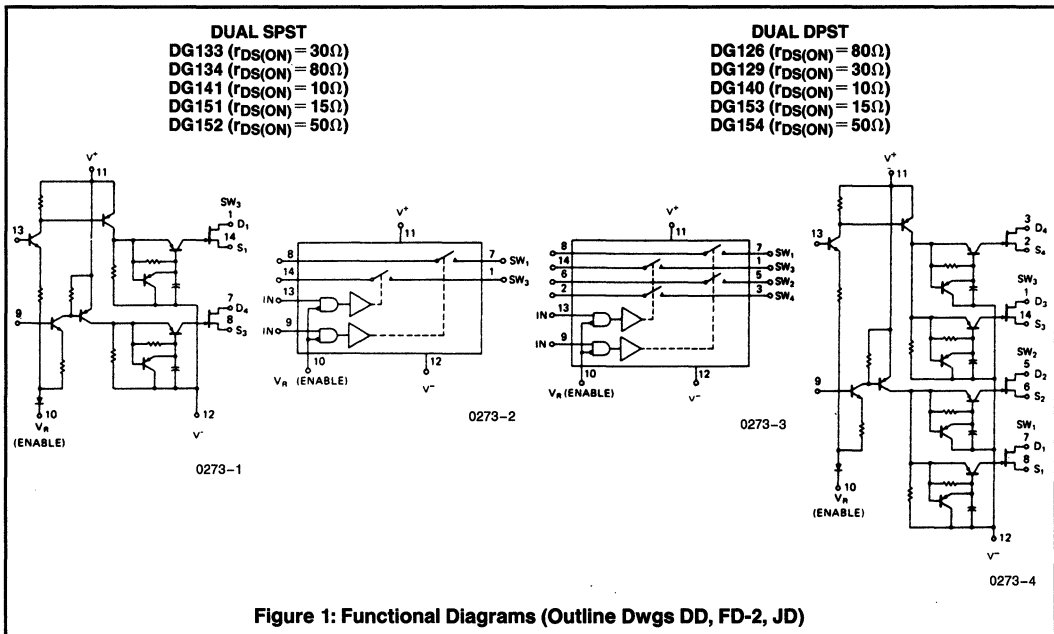 DUAL SPST
DG133 (rDS(ON) = 30Ω)
DG134 (rDS(ON) = 80Ω)
DG141 (rDS(ON) = 10Ω)
DG151 (rDS(ON) = 15Ω)
DG152 (rDS(ON) = 50Ω)
DUAL DPST
DG126 (rDS(ON) = 80Ω)
DG129 (rDS(ON) = 30Ω)
DG140 (rDS(ON) = 10Ω)
DG153 (rDS(ON) = 15Ω)
DG154 (rDS(ON) = 50Ω)
V+
11
SW3
1
D1
13
14
S1
7
D4
9
8
S3
10
VR
(ENABLE)
12
V-
0273-1
V+
11
8
7
SW1
14
1
SW3
IN
13
IN
9
10
12
VR (ENABLE)
V-
0273-2
V+
11
8
7
SW1
14
1
SW3
6
5
SW2
2
3
SW4
IN
13
IN
9
10
12
VR (ENABLE)
V-
0273-3
V+
11
3
D4
13
2
S4
SW3
1
D3
14
S3
SW2
5
D2
9
6
S2
SW1
7
D1
8
S1
10
VR
(ENABLE)
12
V-
0273-4
Figure 1: Functional Diagrams (Outline Dwgs DD, FD-2, JD)